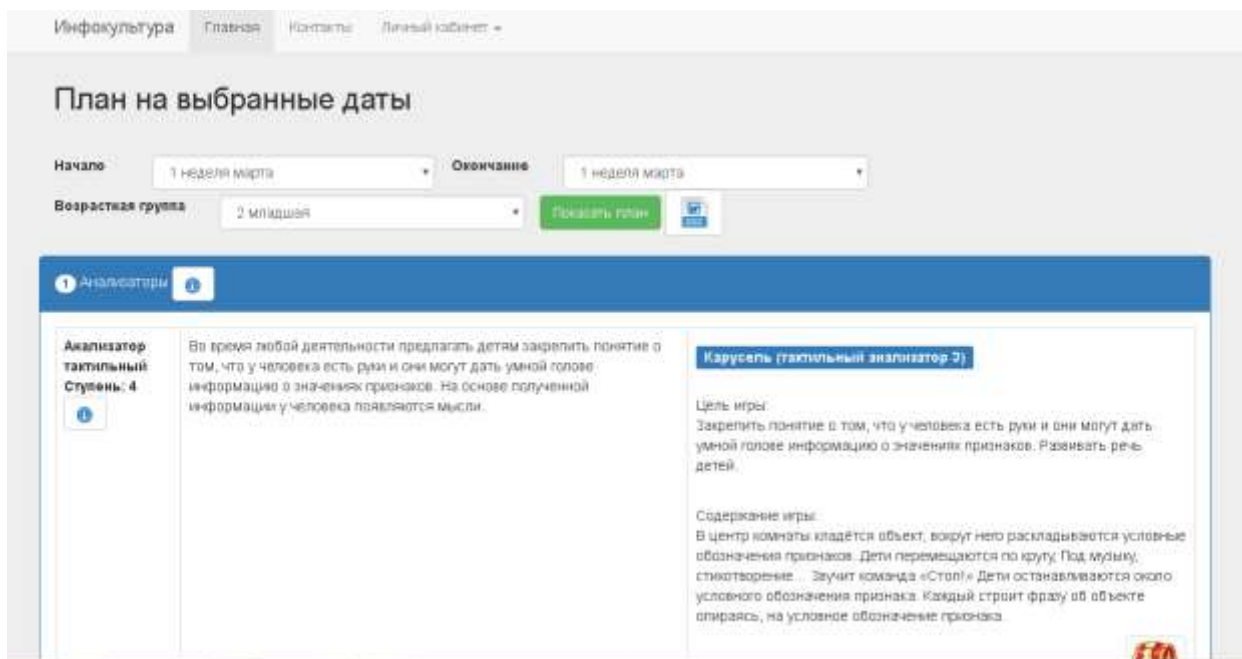 Инфокультура Главная Контакты Личный кабинет
План на выбранные даты
Начало 1 неделя марта Окончание 1 неделя марта
Возрастная группа 2 младшая Показать план
1 Анализаторы
Анализатор
тактильный
Ступень: 4
Во время любой деятельности предлагать детям закрепить понятие о
том, что у человека есть руки и они могут дать умной голове
информацию о значениях признаков. На основе полученной
информации у человека появляются мысли.
Карусель (тактильный анализатор 3)
Цель игры:
Закрепить понятие о том, что у человека есть руки и они могут дать
умной голове информацию о значениях признаков. Развивать речь
детей.
Содержание игры:
В центр комнаты кладётся объект, вокруг него раскладываются условные
обозначения признаков. Дети перемещаются по кругу, Под музыку,
стихотворение... Звучит команда «Стоп!» Дети останавливаются около
условного обозначения признака. Каждый строит фразу об объекте
опираясь, на условное обозначение признака.